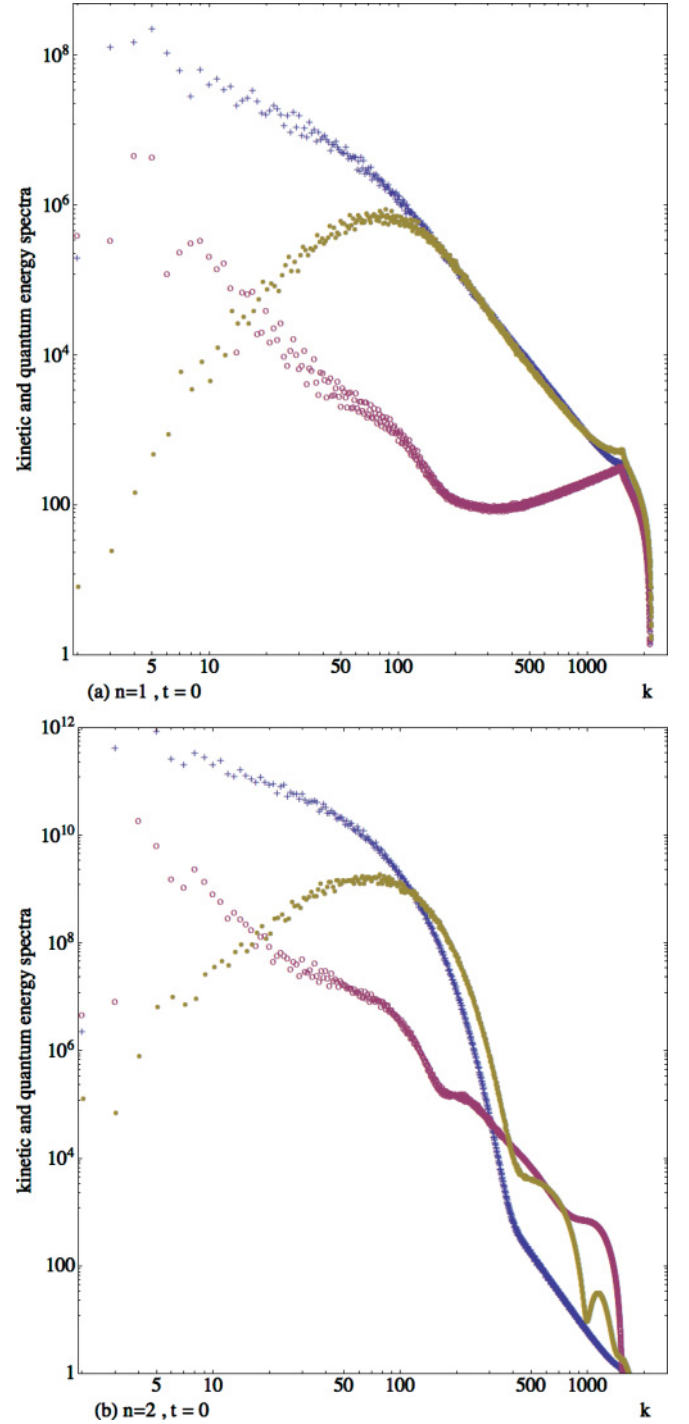 10^8
10^6
10^4
100
1
kinetic and quantum energy spectra
5 10 50 100 500 1000 k
(a) n=1 , t = 0
10^12
10^10
10^8
10^6
10^4
100
1
kinetic and quantum energy spectra
5 10 50 100 500 1000 k
(b) n=2 , t = 0